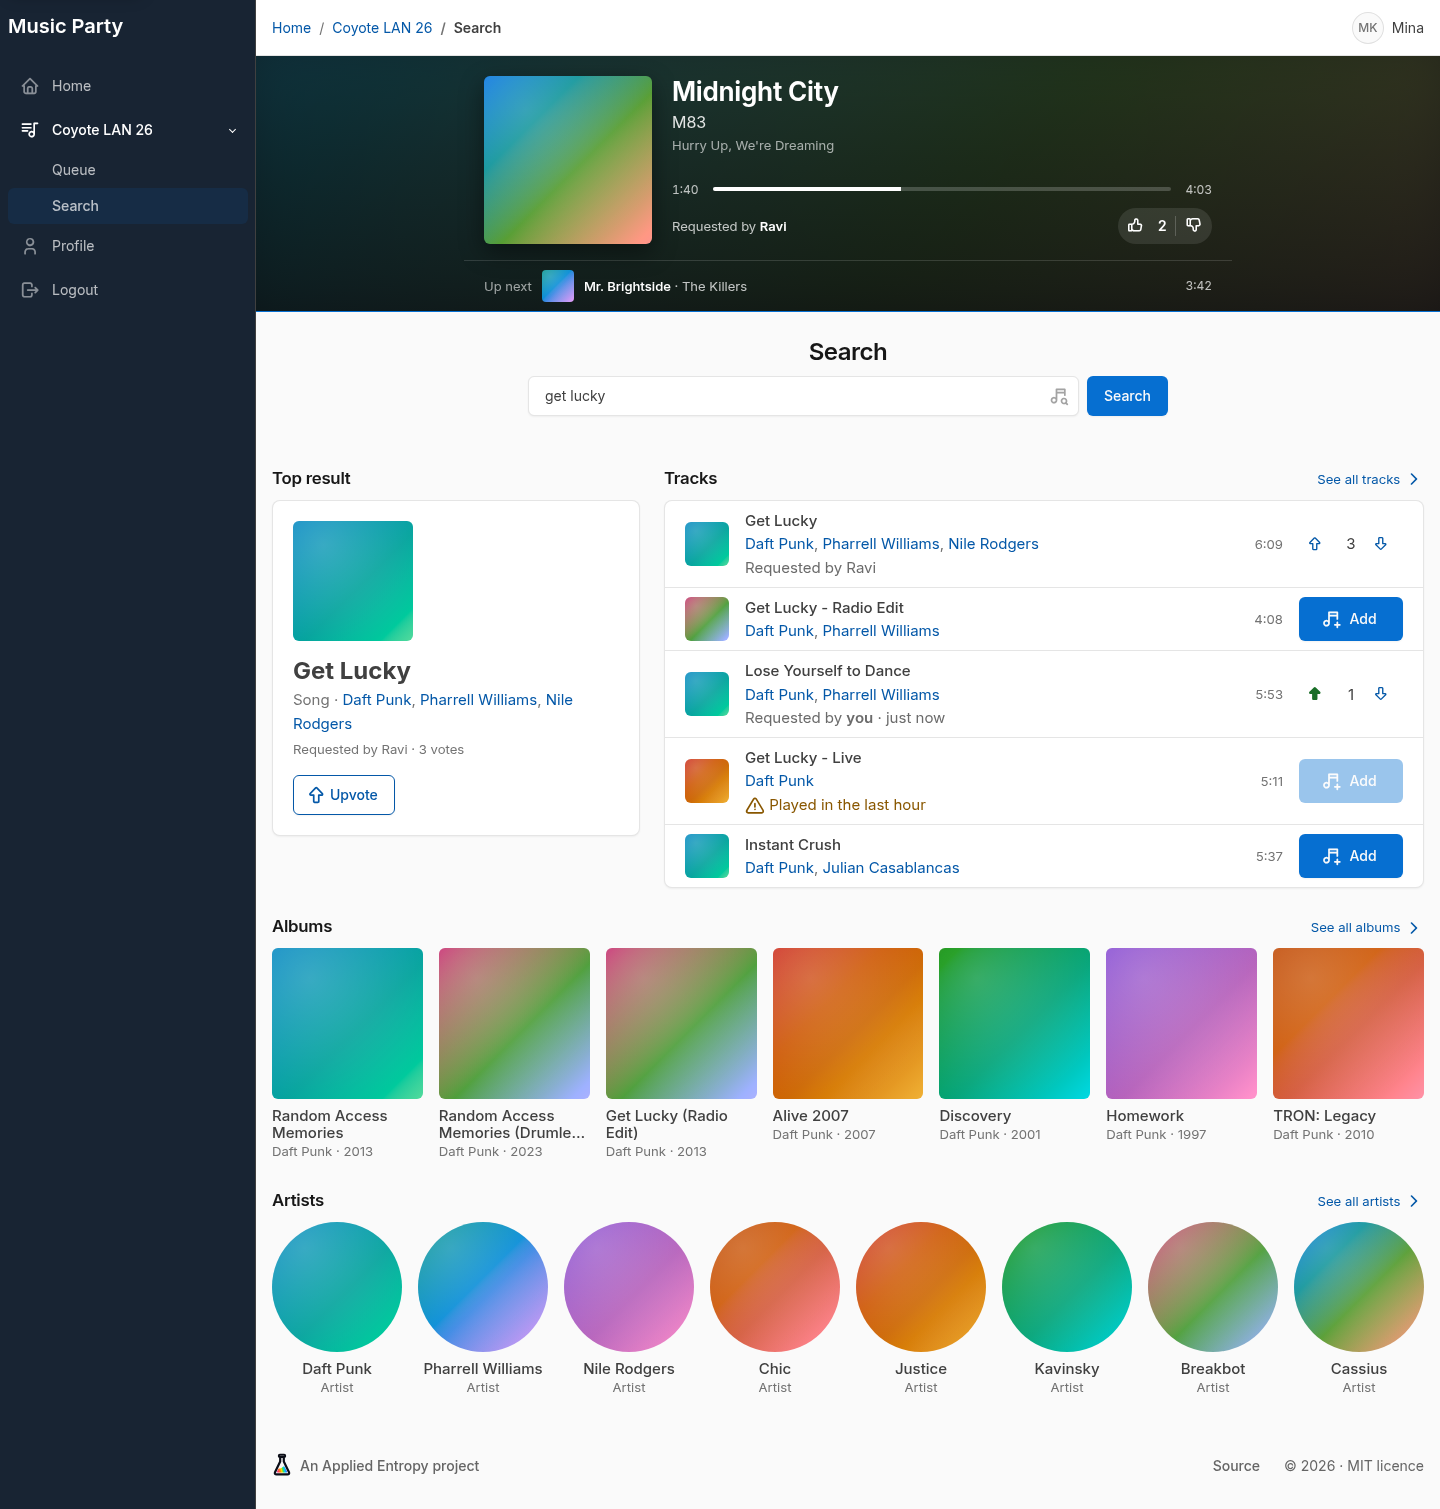 Music Party
Home
Coyote LAN 26
Queue
Search
Profile
Logout
Home / Coyote LAN 26 / Search
MK Mina
Midnight City
M83
Hurry Up, We're Dreaming
1:40 4:03
Requested by Ravi 2
Up next Mr. Brightside · The Killers 3:42
Search
get lucky Search
Top result
Get Lucky
Song · Daft Punk, Pharrell Williams, Nile
Rodgers
Requested by Ravi · 3 votes
Upvote
Tracks See all tracks
Get Lucky
Daft Punk, Pharrell Williams, Nile Rodgers 6:09 3
Requested by Ravi
Get Lucky - Radio Edit
Daft Punk, Pharrell Williams 4:08 Add
Lose Yourself to Dance
Daft Punk, Pharrell Williams 5:53 1
Requested by you · just now
Get Lucky - Live
Daft Punk 5:11 Add
Played in the last hour
Instant Crush
Daft Punk, Julian Casablancas 5:37 Add
Albums See all albums
Random Access
Memories
Daft Punk · 2013
Random Access
Memories (Drumle...
Daft Punk · 2023
Get Lucky (Radio
Edit)
Daft Punk · 2013
Alive 2007
Daft Punk · 2007
Discovery
Daft Punk · 2001
Homework
Daft Punk · 1997
TRON: Legacy
Daft Punk · 2010
Artists See all artists
Daft Punk
Artist
Pharrell Williams
Artist
Nile Rodgers
Artist
Chic
Artist
Justice
Artist
Kavinsky
Artist
Breakbot
Artist
Cassius
Artist
An Applied Entropy project
Source © 2026 · MIT licence